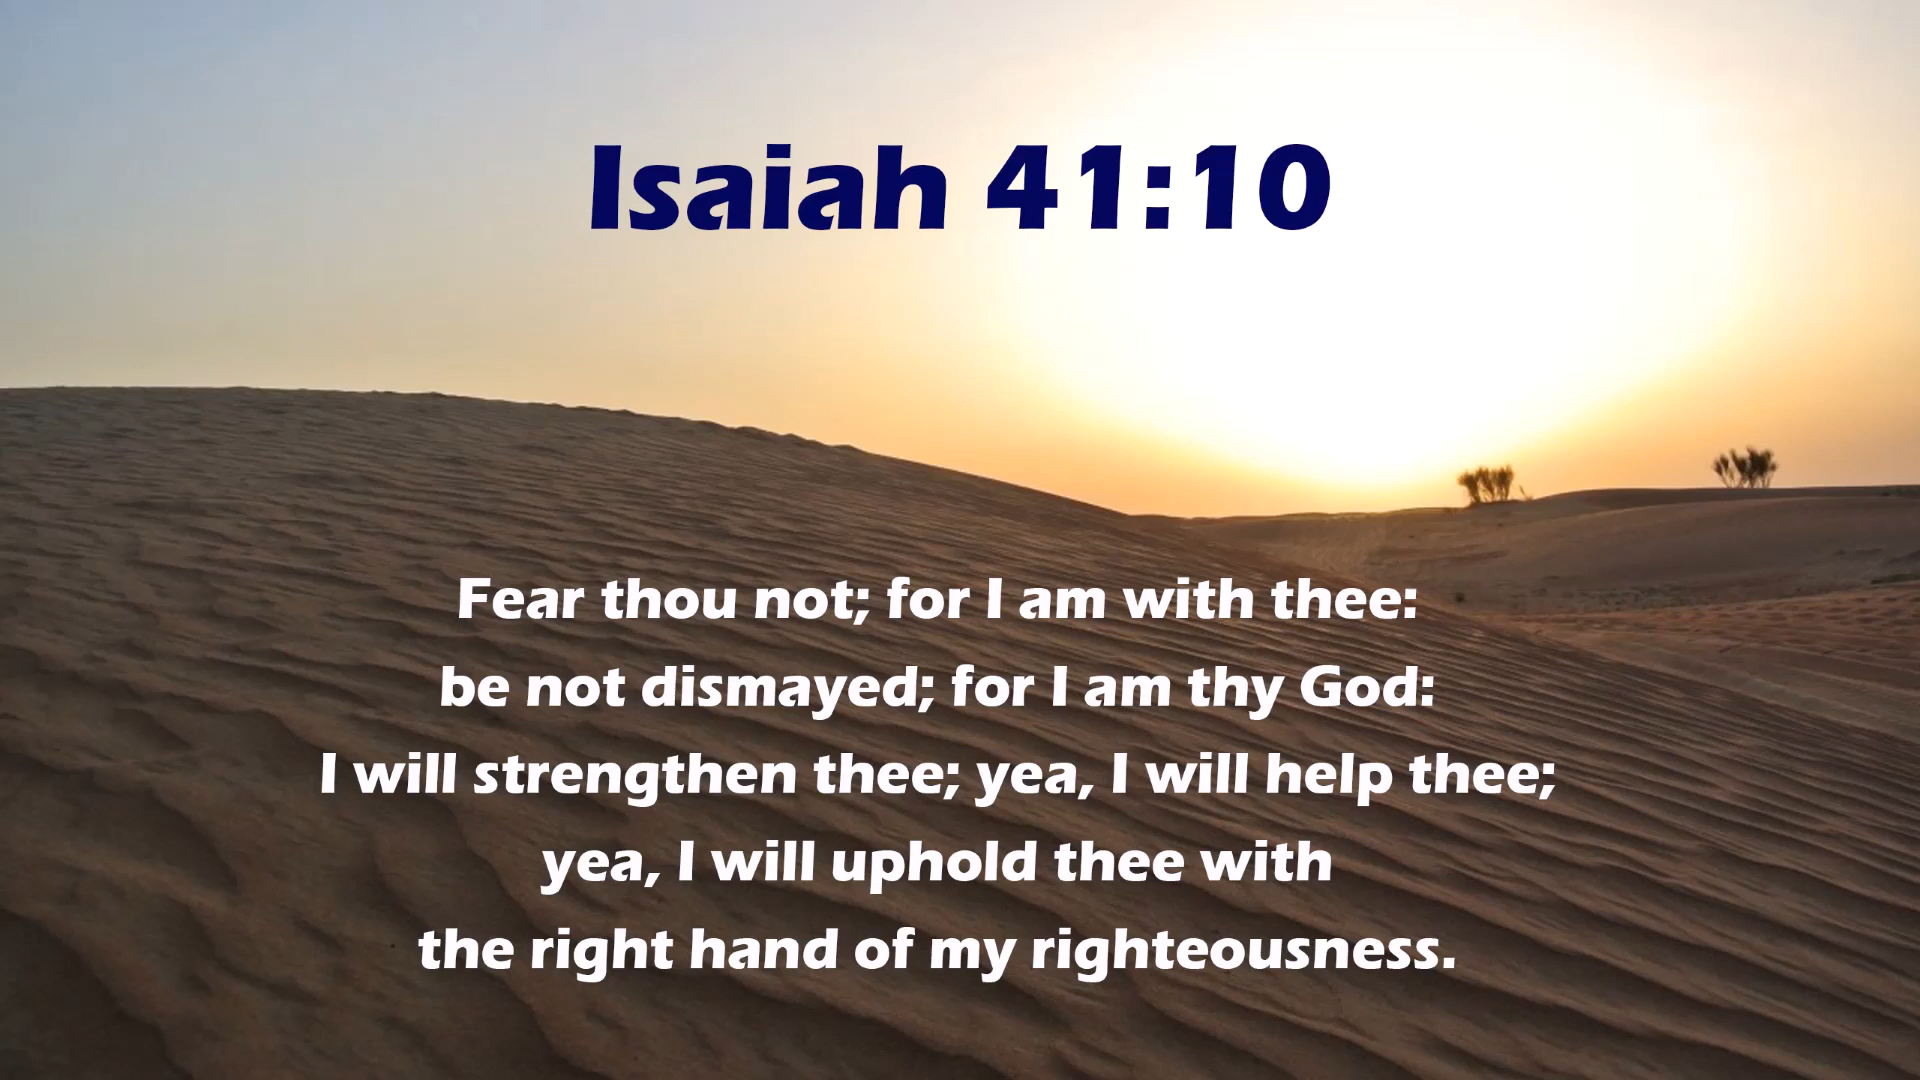 Isaiah 41:10
Fear thou not; for I am with thee:
be not dismayed; for I am thy God:
I will strengthen thee; yea, I will help thee;
yea, I will uphold thee with
the right hand of my righteousness.